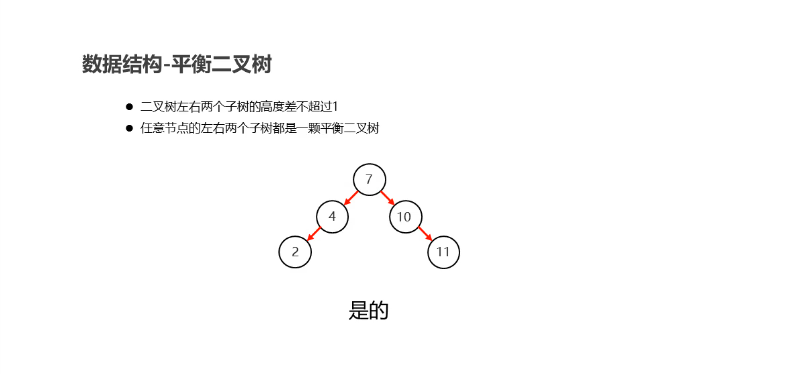 数据结构-平衡二叉树
● 二叉树左右两个子树的高度差不超过1
● 任意节点的左右两个子树都是一颗平衡二叉树
7
4 10
2 11
是的